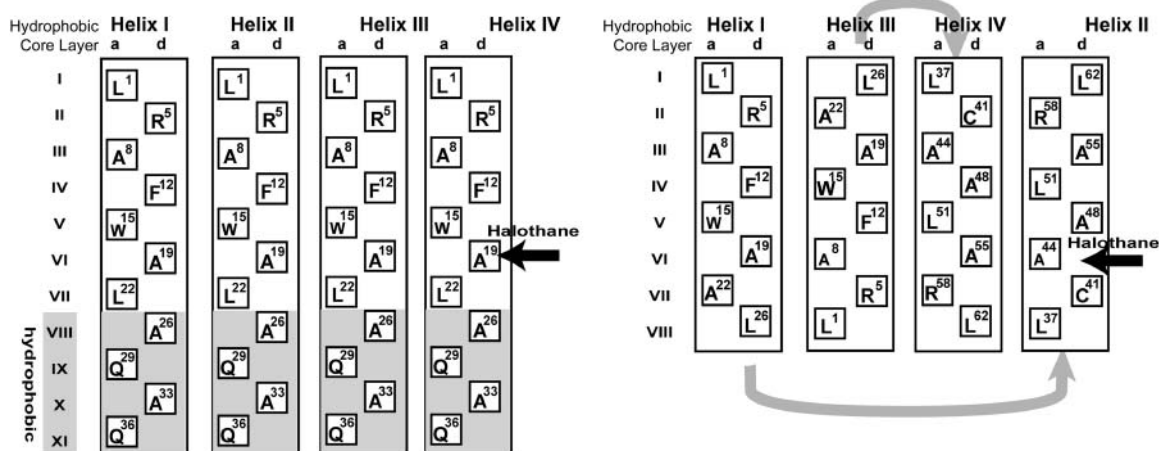 Hydrophobic Helix I Helix II Helix III Helix IV
Core Layer a d a d a d a d
I L1 L1 L1 L1
II R5 R5 R5 R5
III A8 A8 A8 A8
IV F12 F12 F12 F12
V W15 W15 W15 W15
Halothane
VI A19 A19 A19 A19
VII L22 L22 L22 L22
hydrophobic
VIII A26 A26 A26 A26
IX Q29 Q29 Q29 Q29
X A33 A33 A33 A33
XI Q36 Q36 Q36 Q36
Hydrophobic Helix I Helix III Helix IV Helix II
Core Layer a d a d a d a d
I L1 L26 L37 L62
II R5 A22 C41 R58
III A8 A19 A44 A55
IV F12 W15 A48 L51
V W15 F12 L51 A48
Halothane
VI A19 A8 A55 A44
VII A22 R5 R58 C41
VIII L26 L1 L62 L37